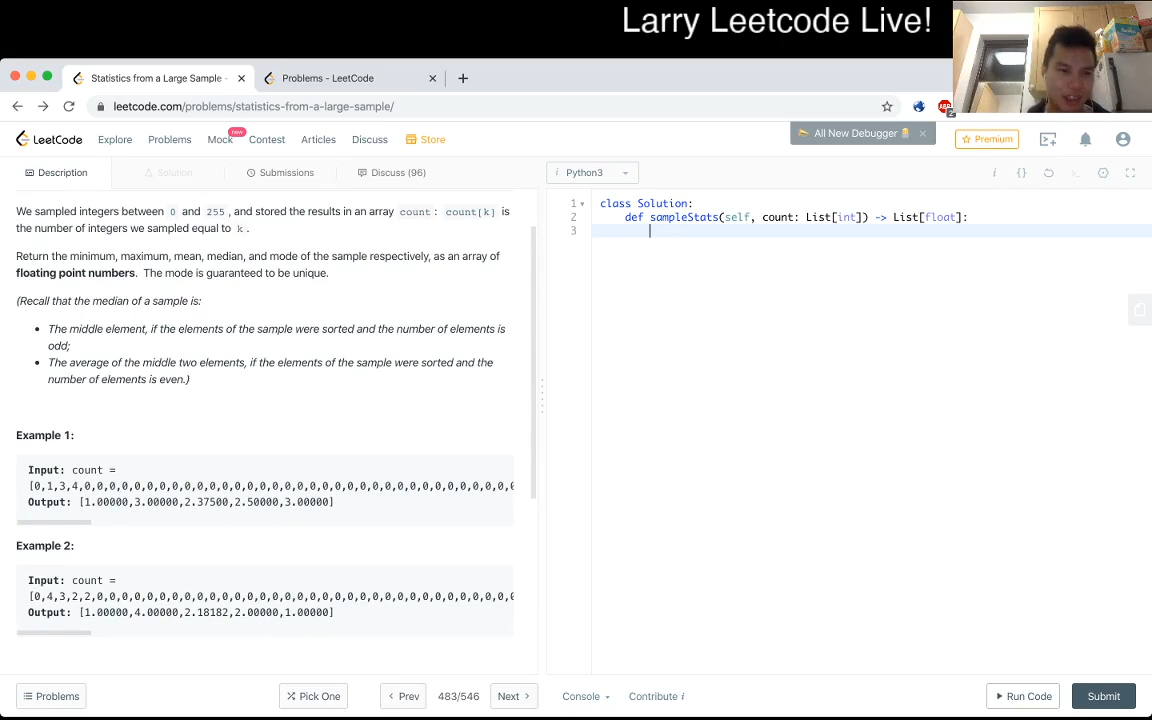 Larry Leetcode Live!
Statistics from a Large Sample -
Problems - LeetCode
leetcode.com/problems/statistics-from-a-large-sample/
LeetCode Explore Problems Mock new Contest Articles Discuss Store
All New Debugger
Premium
Description Solution Submissions Discuss (96)
Python3
We sampled integers between 0 and 255, and stored the results in an array count: count[k] is
the number of integers we sampled equal to k.
Return the minimum, maximum, mean, median, and mode of the sample respectively, as an array of
floating point numbers. The mode is guaranteed to be unique.
(Recall that the median of a sample is:
The middle element, if the elements of the sample were sorted and the number of elements is
odd;
The average of the middle two elements, if the elements of the sample were sorted and the
number of elements is even.)
Example 1:
Input: count =
[0,1,3,4,0,0,0,0,0,0,0,0,0,0,0,0,0,0,0,0,0,0,0,0,0,0,0,0,0,0,0,0,0,0,0,0,0,0
Output: [1.00000,3.00000,2.37500,2.50000,3.00000]
Example 2:
Input: count =
[0,4,3,2,2,0,0,0,0,0,0,0,0,0,0,0,0,0,0,0,0,0,0,0,0,0,0,0,0,0,0,0,0,0,0,0,0,0
Output: [1.00000,4.00000,2.18182,2.00000,1.00000]
1 class Solution:
2 def sampleStats(self, count: List[int]) -> List[float]:
3
Problems Pick One Prev 483/546 Next Console Contribute i Run Code Submit